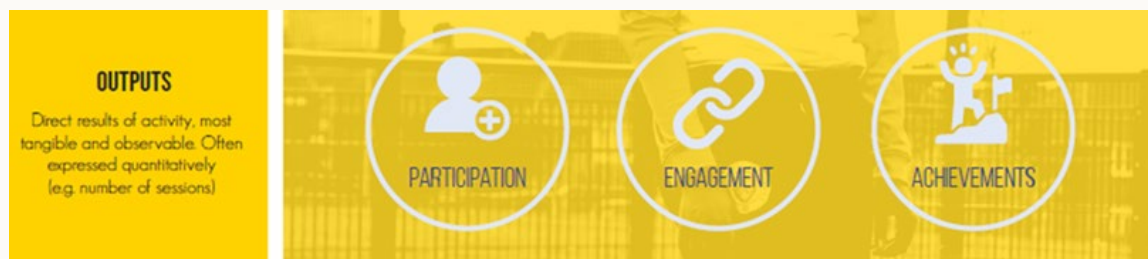 OUTPUTS
Direct results of activity, most
tangible and observable. Often
expressed quantitatively
(e.g. number of sessions)
PARTICIPATION
ENGAGEMENT
ACHIEVEMENTS